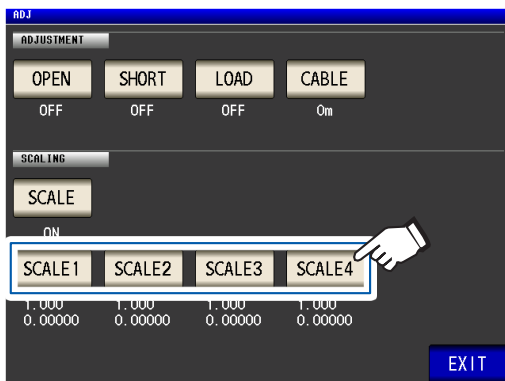 ADJ
ADJUSTMENT
OPEN SHORT LOAD CABLE
OFF OFF OFF 0m
SCALING
SCALE
ON
SCALE1 SCALE2 SCALE3 SCALE4
1.000 1.000 1.000 1.000
0.00000 0.00000 0.00000 0.00000
EXIT